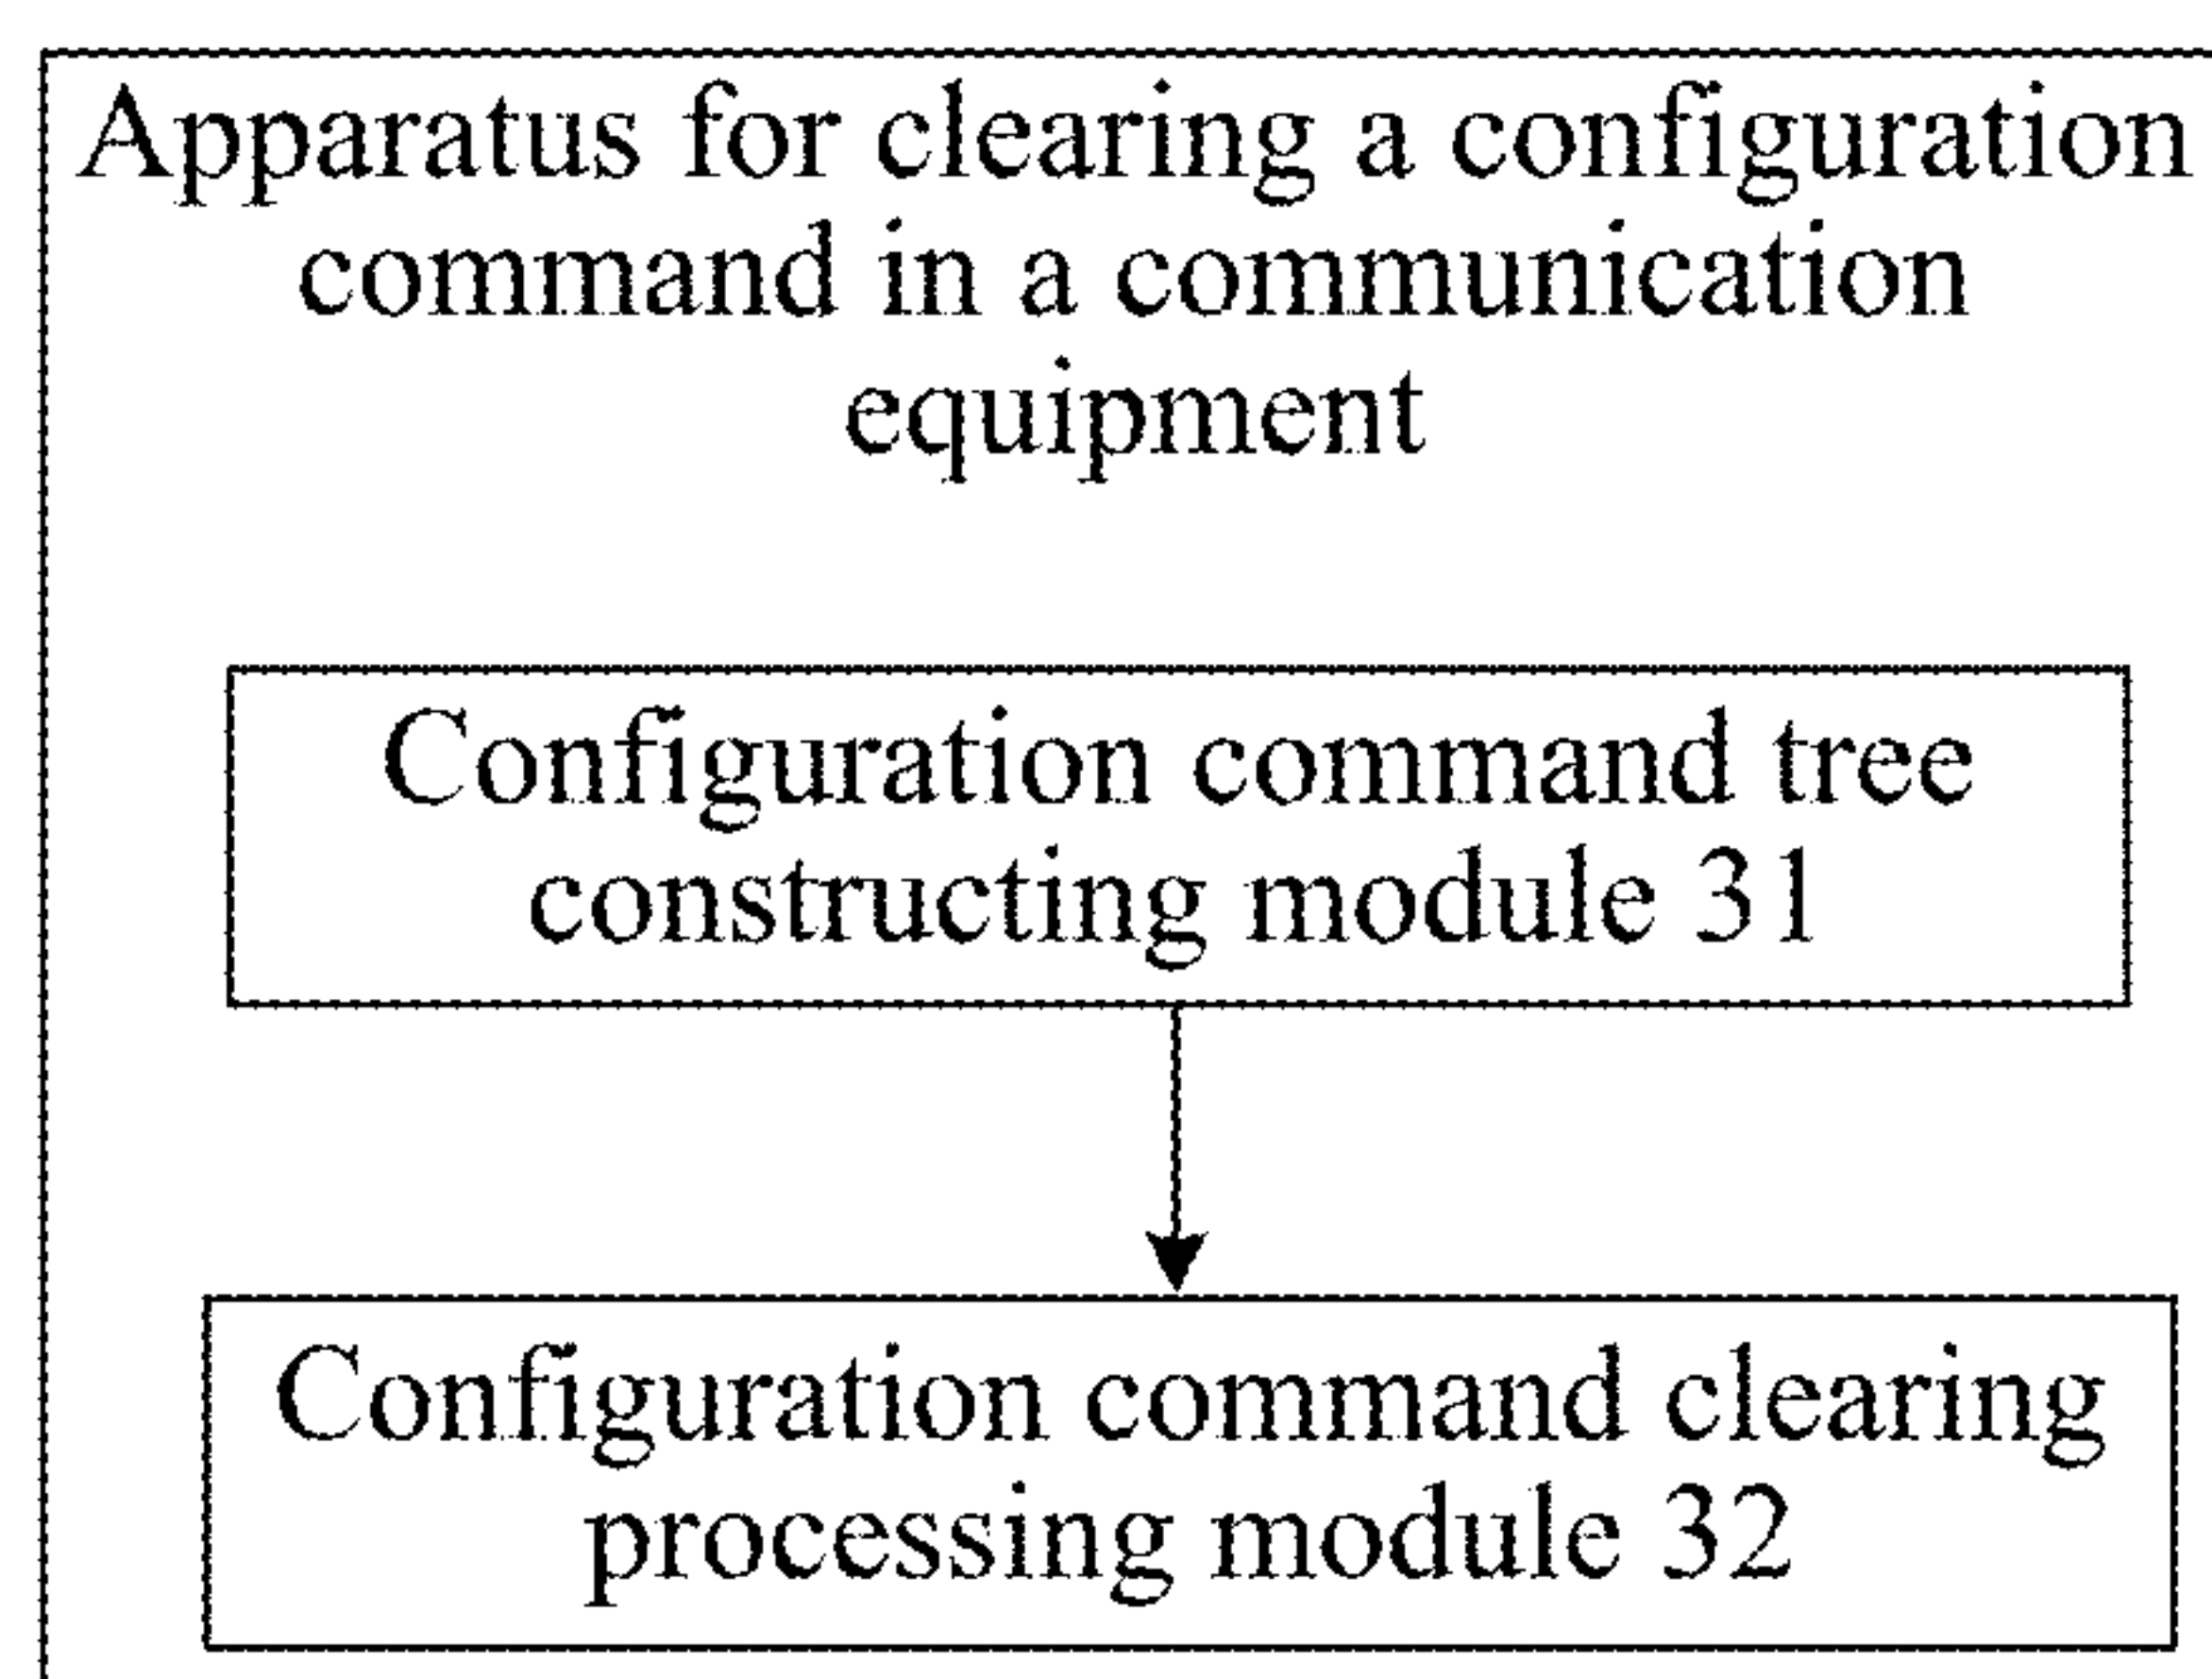 Apparatus for clearing a configuration
command in a communication
equipment
Configuration command tree
constructing module 31
Configuration command clearing
processing module 32